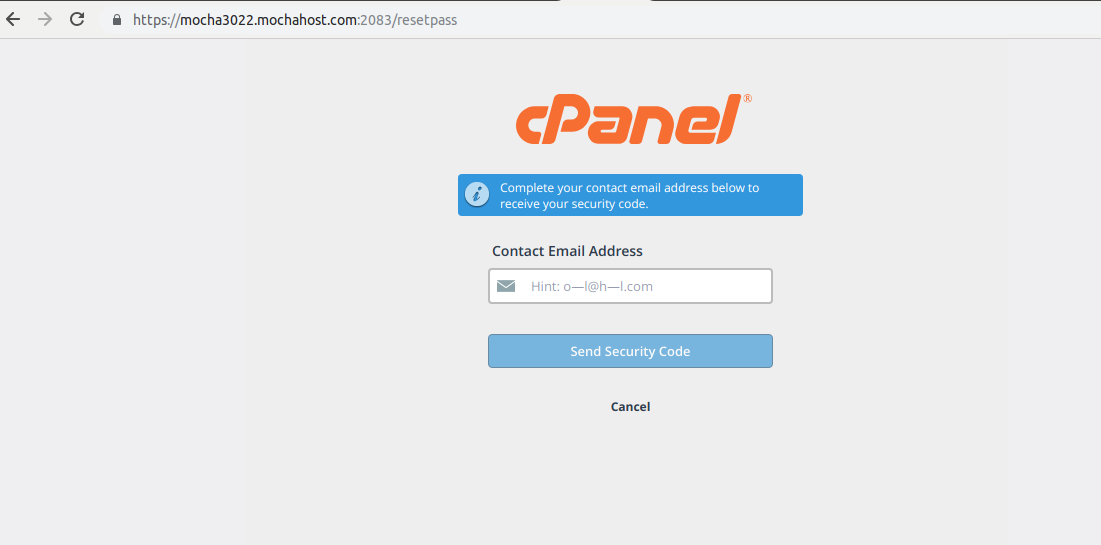 https://mocha3022.mochahost.com:2083/resetpass
cPanel®
Complete your contact email address below to
receive your security code.
Contact Email Address
Hint: o—l@h—l.com
Send Security Code
Cancel